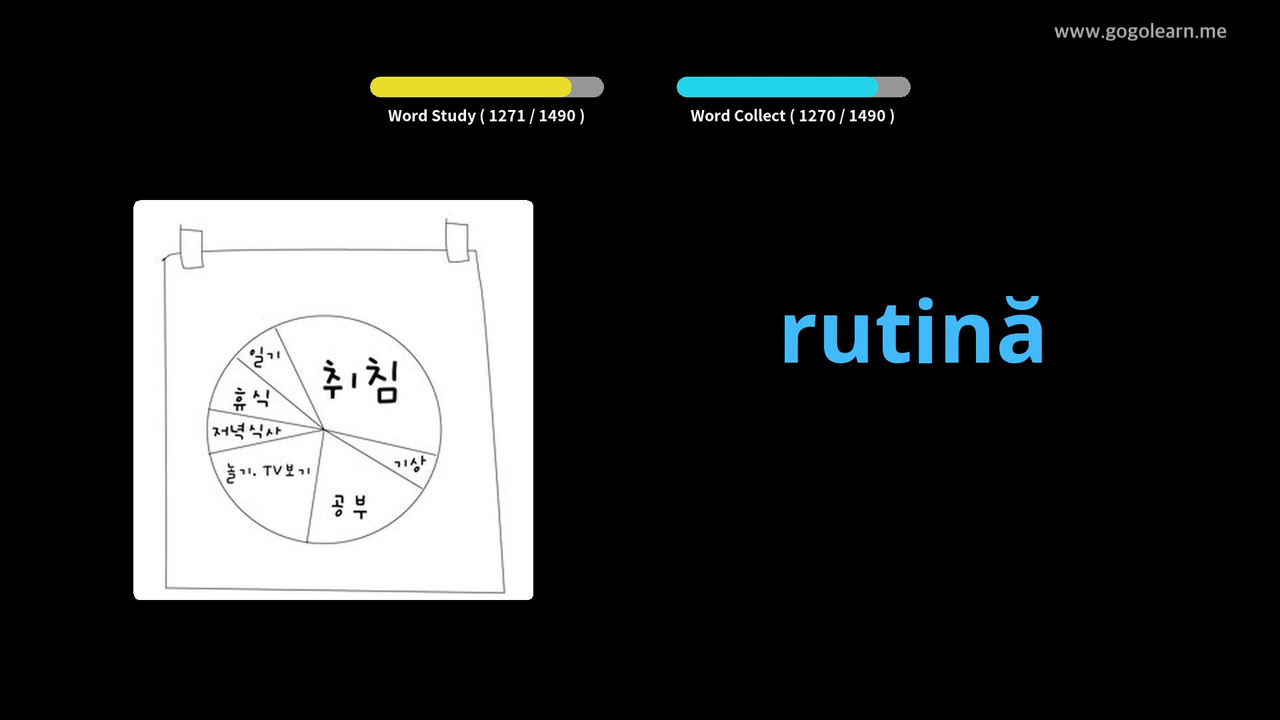 www.gogolearn.me
Word Study ( 1271 / 1490 )
Word Collect ( 1270 / 1490 )
일기
취침
휴식
저녁식사
기상
놀기. TV보기
공부
rutină